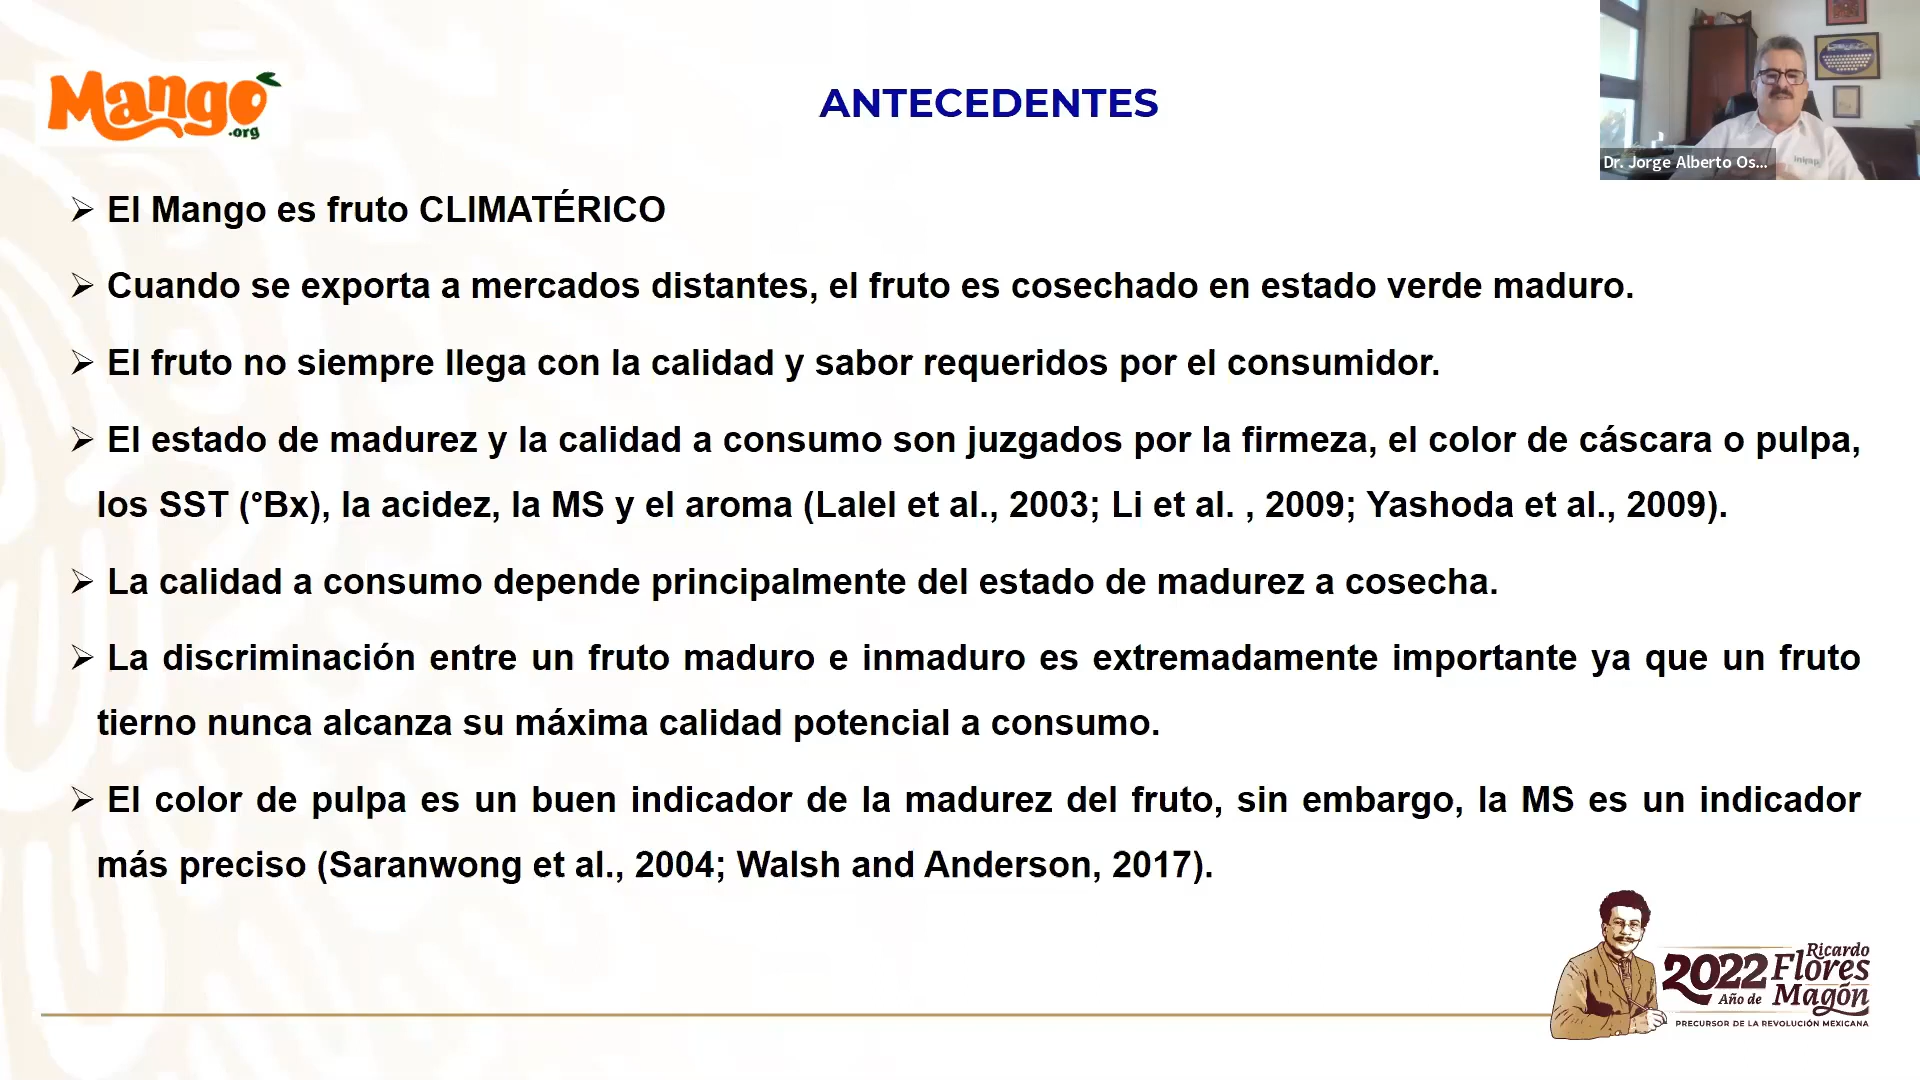 Mango
.org
ANTECEDENTES
inifap
Dr. Jorge Alberto Os...
➢ El Mango es fruto CLIMATÉRICO
➢ Cuando se exporta a mercados distantes, el fruto es cosechado en estado verde maduro.
➢ El fruto no siempre llega con la calidad y sabor requeridos por el consumidor.
➢ El estado de madurez y la calidad a consumo son juzgados por la firmeza, el color de cáscara o pulpa,
los SST (°Bx), la acidez, la MS y el aroma (Lalel et al., 2003; Li et al. , 2009; Yashoda et al., 2009).
➢ La calidad a consumo depende principalmente del estado de madurez a cosecha.
➢ La discriminación entre un fruto maduro e inmaduro es extremadamente importante ya que un fruto
tierno nunca alcanza su máxima calidad potencial a consumo.
➢ El color de pulpa es un buen indicador de la madurez del fruto, sin embargo, la MS es un indicador
más preciso (Saranwong et al., 2004; Walsh and Anderson, 2017).
2022
Año de
Ricardo
Flores
Magón
PRECURSOR DE LA REVOLUCIÓN MEXICANA